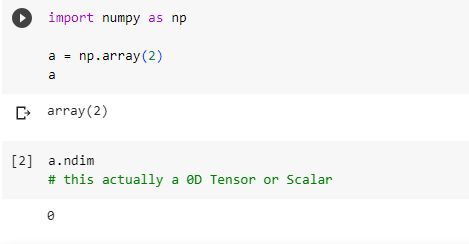 import numpy as np
a = np.array(2)
a
array(2)
[2] a.ndim
# this actually a 0D Tensor or Scalar
0